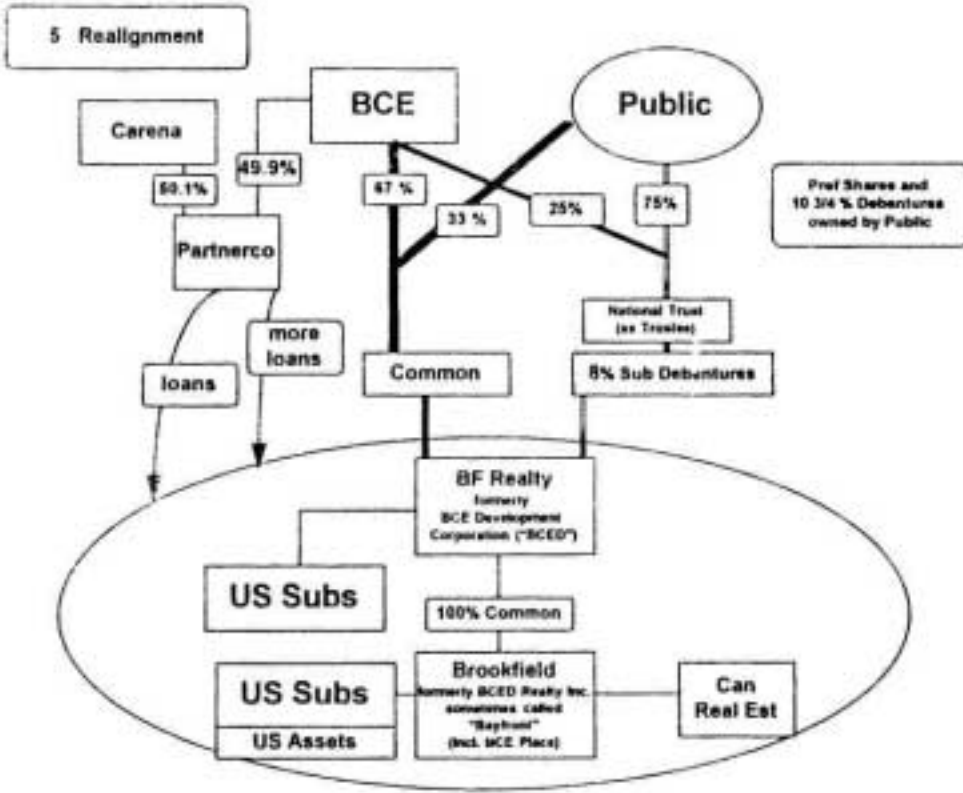 5 Realignment
BCE
Public
Carena
50.1%
49.9%
67 %
33 %
25%
75%
Pref Shares and
10 3/4 % Debentures
owned by Public
Partnerco
National Trust
(as Trustee)
more
loans
loans
Common
8% Sub Debentures
BF Realty
formerly
BCE Development
Corporation ("BCED")
US Subs
100% Common
US Subs
US Assets
Brookfield
formerly BCED Realty Inc.
sometimes called
"Bayfront"
(Incl. BCE Place)
Can
Real Est